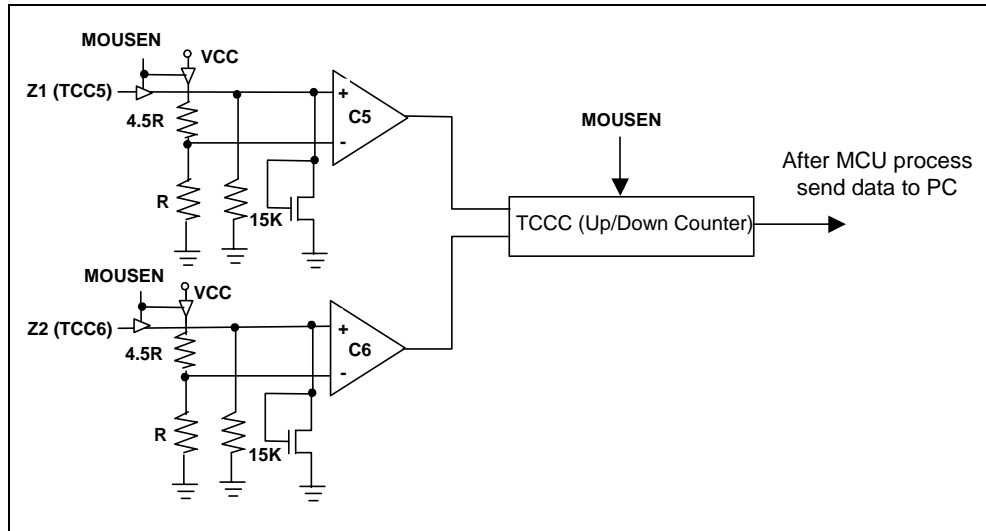 MOUSEN
VCC
Z1 (TCC5)
+
C5
4.5R
-
R
15K
MOUSEN
After MCU process
send data to PC
TCCC (Up/Down Counter)
MOUSEN
VCC
Z2 (TCC6)
+
C6
4.5R
-
R
15K